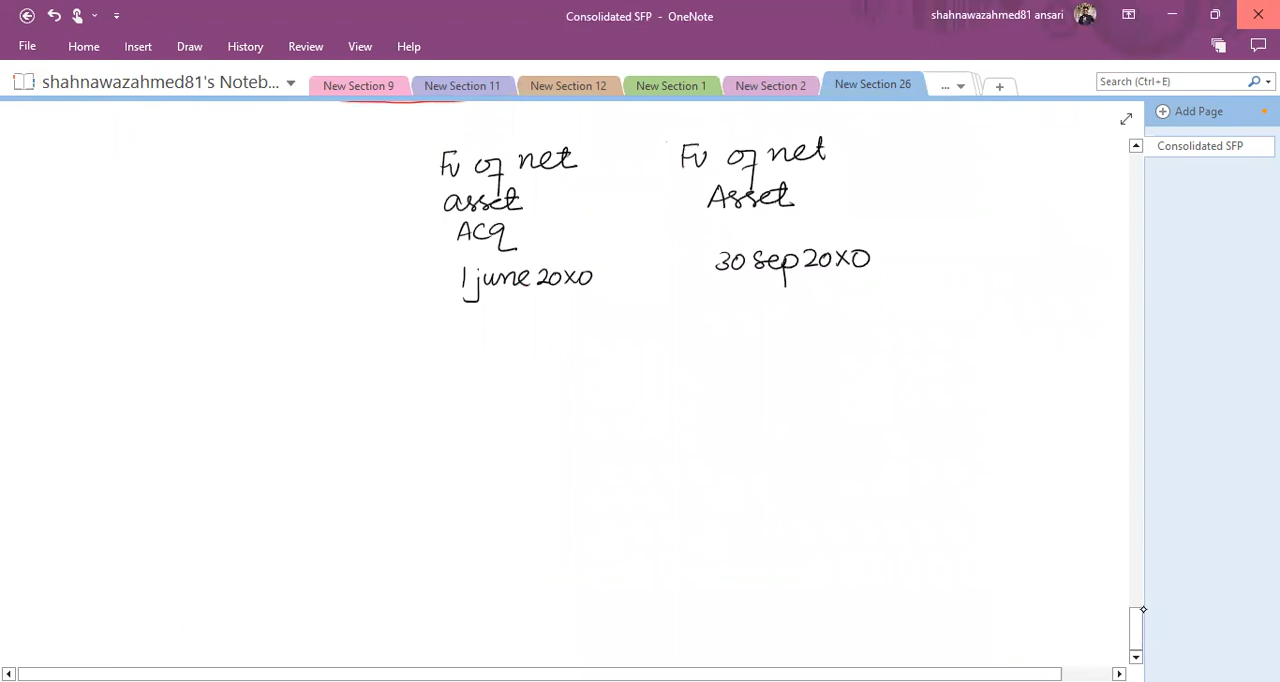 Consolidated SFP - OneNote
shahnawazahmed81 ansari
File Home Insert Draw History Review View Help
shahnawazahmed81's Noteb... New Section 9 New Section 11 New Section 12 New Section 1 New Section 2 New Section 26 ... Search (Ctrl+E)
Add Page
Consolidated SFP
Fv of net
asset
ACQ
1 june 20X0
Fv of net
Asset
30 Sep 20X0